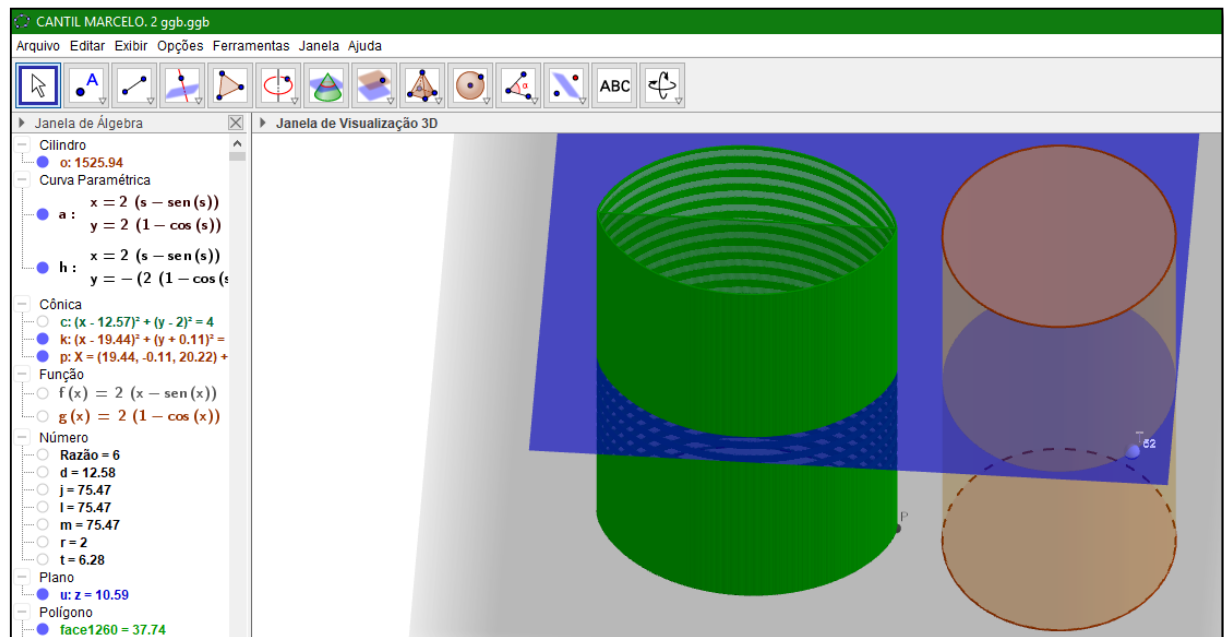 CANTIL MARCELO. 2 ggb.ggb
Arquivo Editar Exibir Opções Ferramentas Janela Ajuda
A
α
ABC
Janela de Álgebra
Janela de Visualização 3D
Cilindro
o: 1525.94
Curva Paramétrica
a : x = 2 (s − sen(s))
y = 2 (1 − cos(s))
h : x = 2 (s − sen(s))
y = −(2 (1 − cos(s
Cônica
c: (x - 12.57)² + (y - 2)² = 4
k: (x - 19.44)² + (y + 0.11)² =
p: X = (19.44, -0.11, 20.22) +
Função
f(x) = 2 (x − sen(x))
g(x) = 2 (1 − cos(x))
Número
Razão = 6
d = 12.58
j = 75.47
l = 75.47
m = 75.47
r = 2
t = 6.28
Plano
u: z = 10.59
Polígono
face1260 = 37.74
P